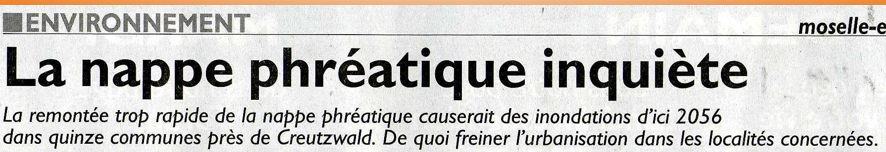 ENVIRONNEMENT
moselle-e
La nappe phréatique inquiète
La remontée trop rapide de la nappe phréatique causerait des inondations d'ici 2056
dans quinze communes près de Creutzwald. De quoi freiner l'urbanisation dans les localités concernées.